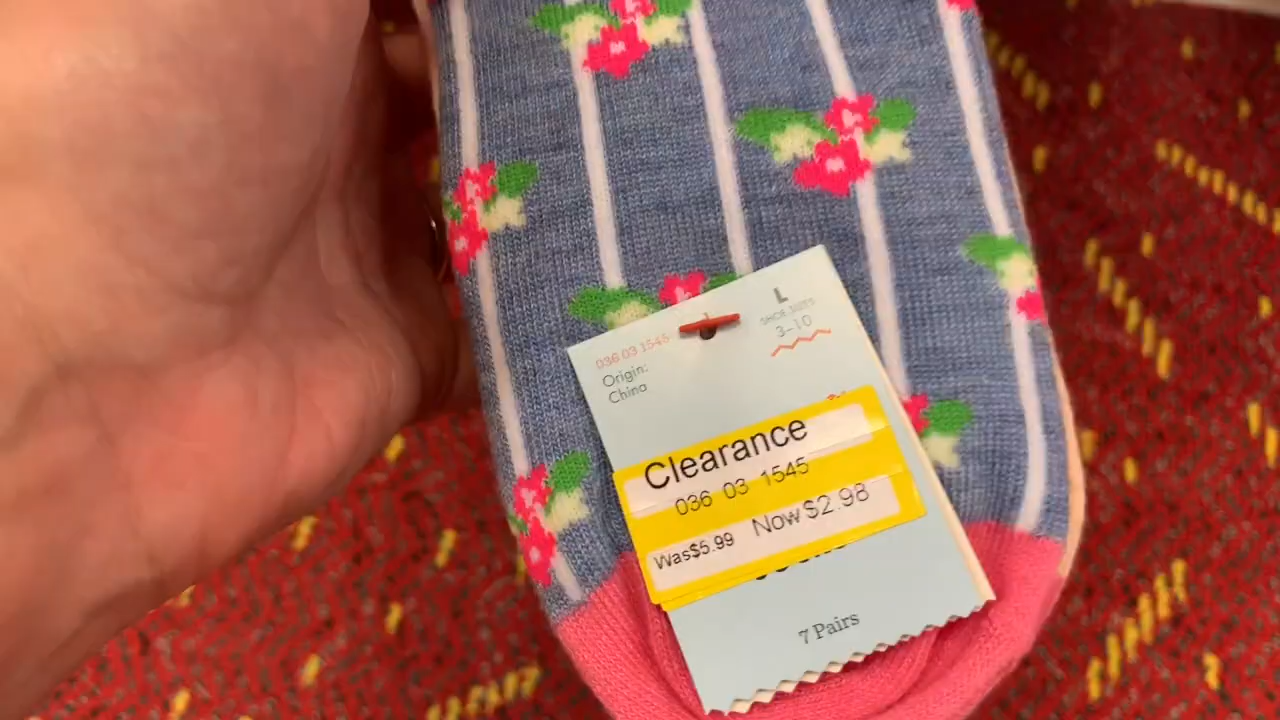 L
SHOE SIZES
3-10
036 03 1545
Origin:
China
Clearance
036 03 1545
Was$5.99 Now$2.98
7 Pairs